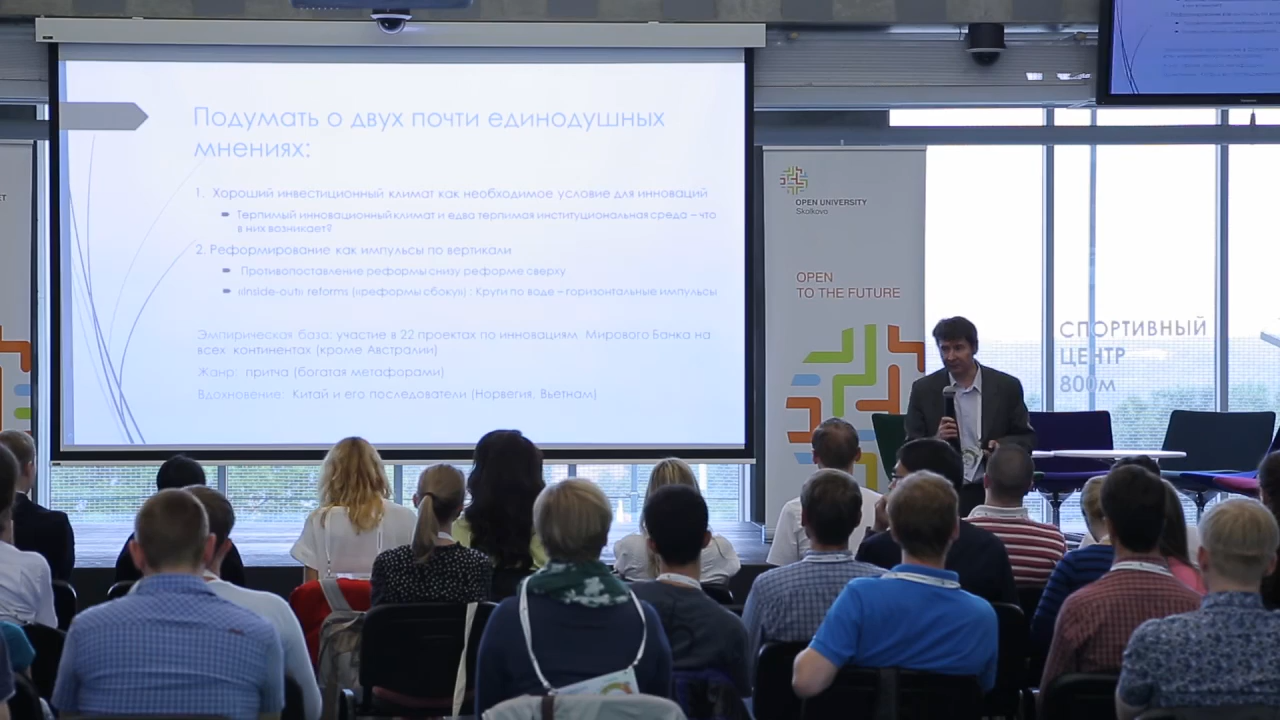 Подумать о двух почти единодушных
мнениях:
1. Хороший инвестиционный климат как необходимое условие для инноваций
Терпимый инновационный климат и едва терпимая институциональная среда – что
в них возникает?
2. Реформирование как импульсы по вертикали
Противопоставление реформы снизу реформе сверху
«Inside-out» reforms («реформы сбоку») : Круги по воде – горизонтальные импульсы
Эмпирическая база: участие в 22 проектах по инновациям Мирового Банка на
всех континентах (кроме Австралии)
Жанр: притча (богатая метафорами)
Вдохновение: Китай и его последователи (Норвегия, Вьетнам)
OPEN UNIVERSITY
Skolkovo
OPEN
TO THE FUTURE
СПОРТИВНЫЙ
ЦЕНТР
800м